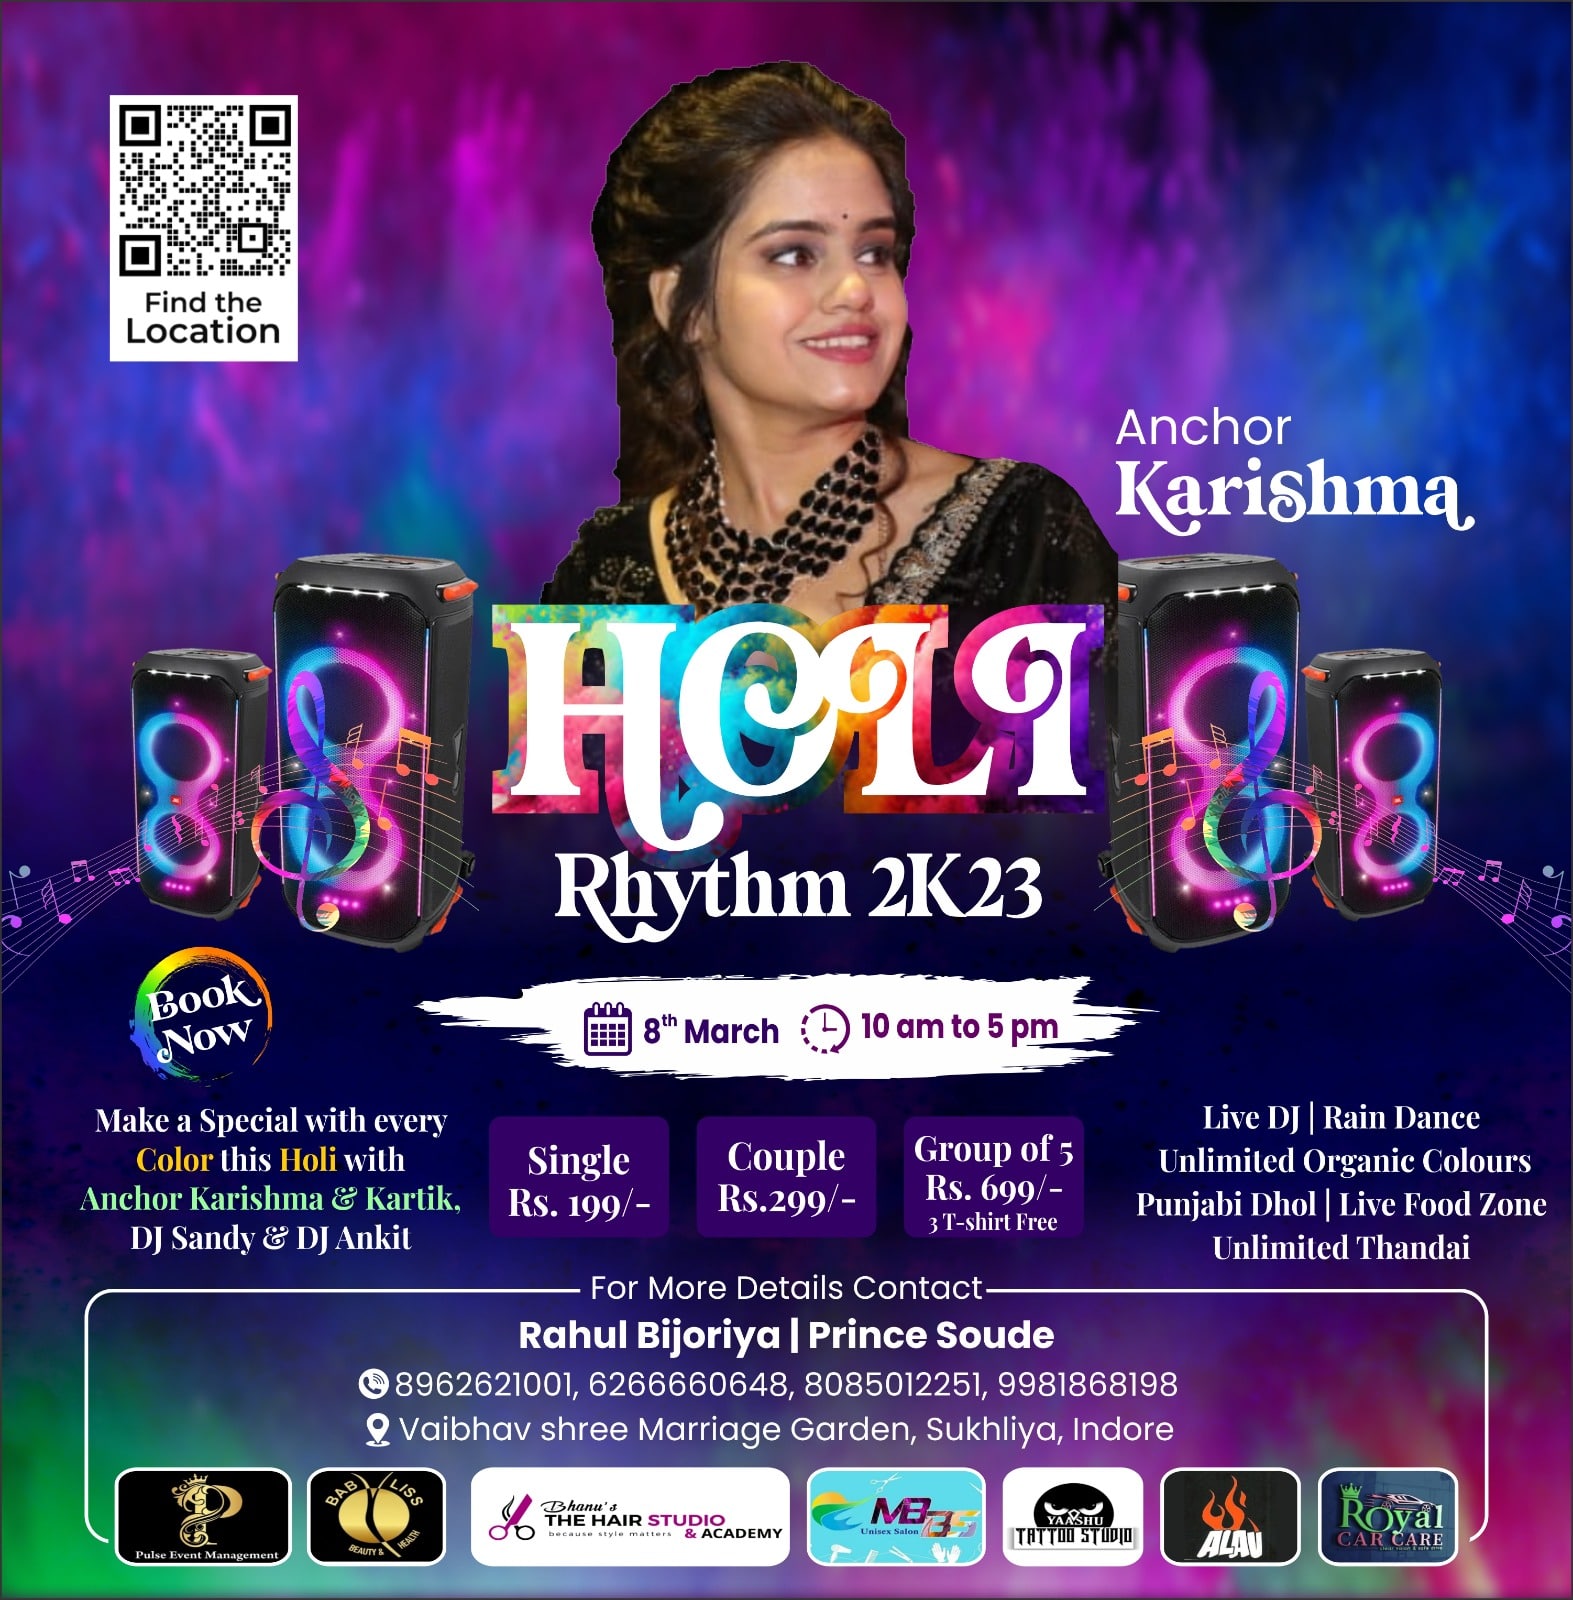 Find the
Location
Anchor
Karishma
HOLI
Rhythm 2K23
Book
Now
8th March
10 am to 5 pm
Make a Special with every
Color this Holi with
Anchor Karishma & Kartik,
DJ Sandy & DJ Ankit
Single
Rs. 199/-
Couple
Rs.299/-
Group of 5
Rs. 699/-
3 T-shirt Free
Live DJ | Rain Dance
Unlimited Organic Colours
Punjabi Dhol | Live Food Zone
Unlimited Thandai
For More Details Contact
Rahul Bijoriya | Prince Soude
8962621001, 6266660648, 8085012251, 9981868198
Vaibhav shree Marriage Garden, Sukhliya, Indore
Pulse Event Management
BABYLISS
BEAUTY & HEALTH
Bhanu's
THE HAIR STUDIO
because style matters & ACADEMY
MBBS
Unisex Salon
YAASHU
TATTOO STUDIO
ALAV
Royal
CAR CARE